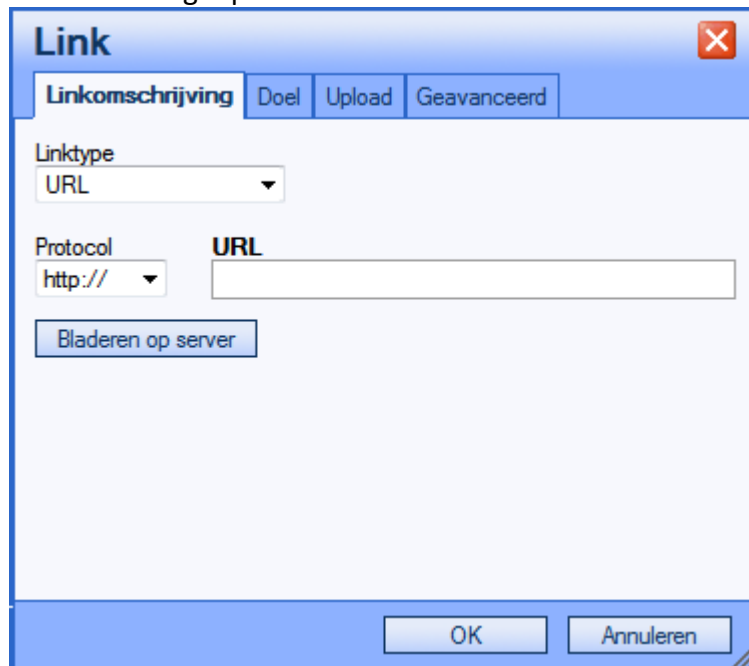 Link
Linkomschrijving Doel Upload Geavanceerd
Linktype
URL
Protocol URL
http://
Bladeren op server
OK Annuleren